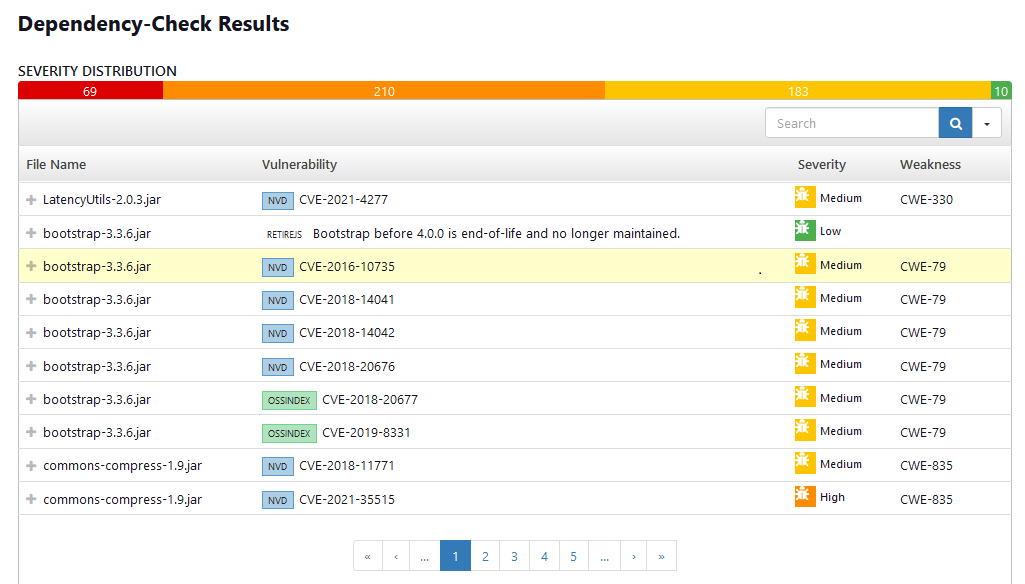 Dependency-Check Results
SEVERITY DISTRIBUTION
69 210 183 10
Search
File Name Vulnerability Severity Weakness
LatencyUtils-2.0.3.jar NVD CVE-2021-4277 Medium CWE-330
bootstrap-3.3.6.jar RETIREJS Bootstrap before 4.0.0 is end-of-life and no longer maintained. Low
bootstrap-3.3.6.jar NVD CVE-2016-10735 . Medium CWE-79
bootstrap-3.3.6.jar NVD CVE-2018-14041 Medium CWE-79
bootstrap-3.3.6.jar NVD CVE-2018-14042 Medium CWE-79
bootstrap-3.3.6.jar NVD CVE-2018-20676 Medium CWE-79
bootstrap-3.3.6.jar OSSINDEX CVE-2018-20677 Medium CWE-79
bootstrap-3.3.6.jar OSSINDEX CVE-2019-8331 Medium CWE-79
commons-compress-1.9.jar NVD CVE-2018-11771 Medium CWE-835
commons-compress-1.9.jar NVD CVE-2021-35515 High CWE-835
« ‹ ... 1 2 3 4 5 ... › »